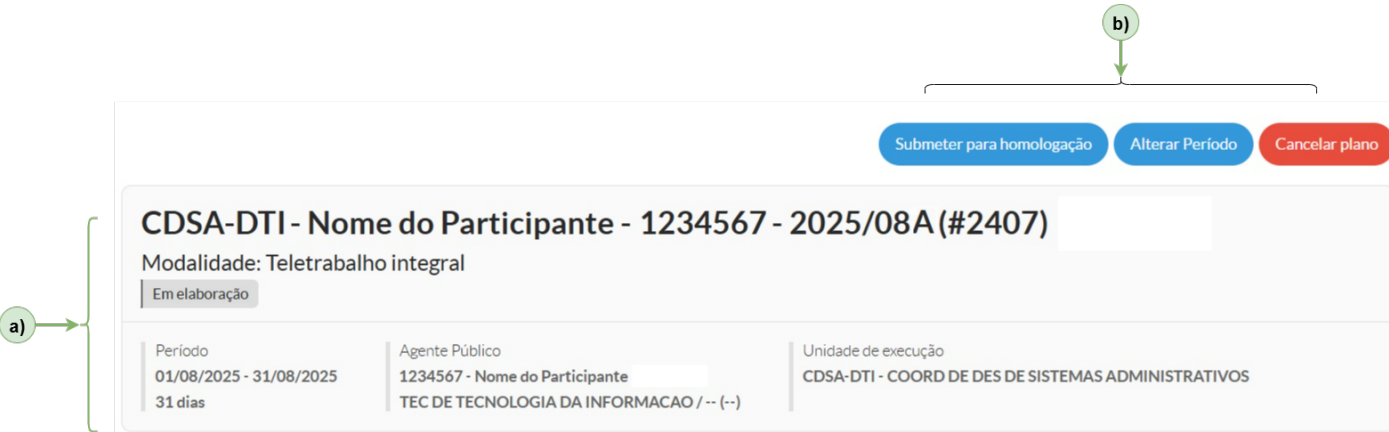 b)
Submeter para homologação
Alterar Período
Cancelar plano
CDSA-DTI - Nome do Participante - 1234567 - 2025/08A (#2407)
Modalidade: Teletrabalho integral
Em elaboração
a)
Período
01/08/2025 - 31/08/2025
31 dias
Agente Público
1234567 - Nome do Participante
TEC DE TECNOLOGIA DA INFORMACAO / -- (--)
Unidade de execução
CDSA-DTI - COORD DE DES DE SISTEMAS ADMINISTRATIVOS